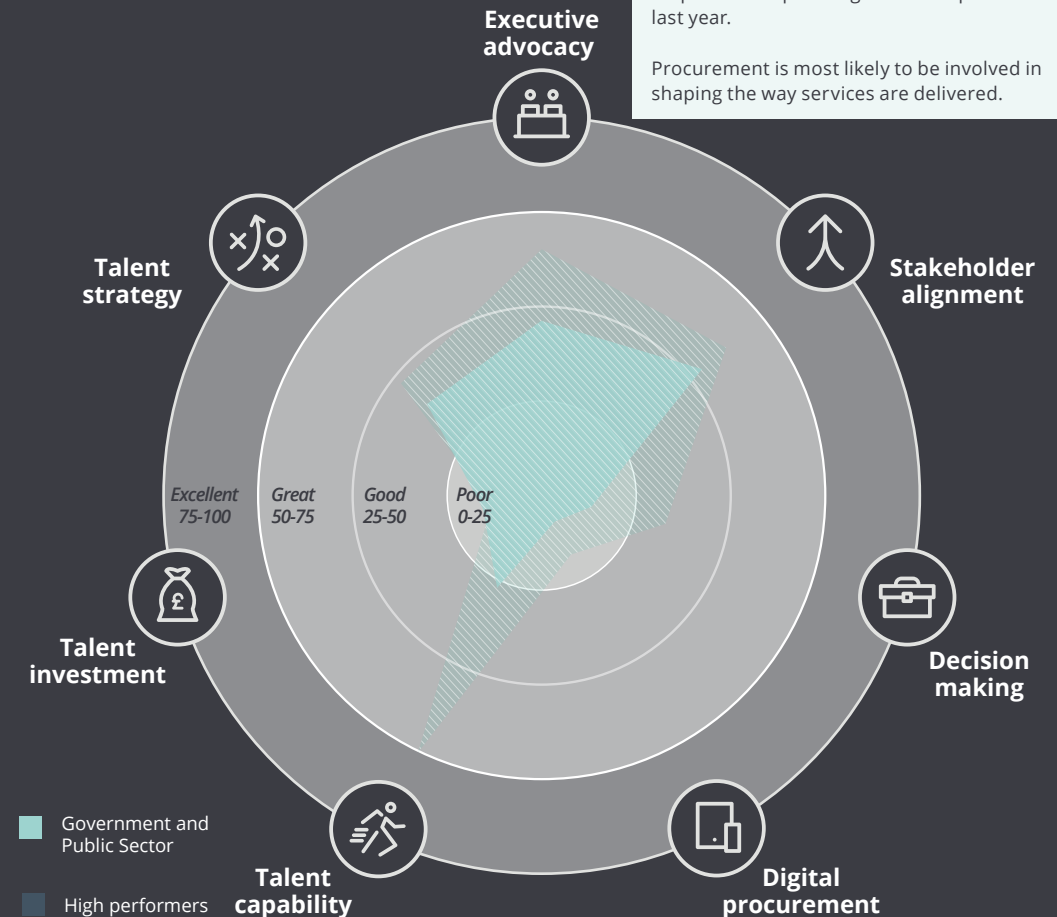 last year.
Procurement is most likely to be involved in
shaping the way services are delivered.
Executive
advocacy
Stakeholder
alignment
Talent
strategy
Excellent
75-100
Great
50-75
Good
25-50
Poor
0-25
Talent
investment
£
Decision
making
Talent
capability
Digital
procurement
Government and
Public Sector
High performers